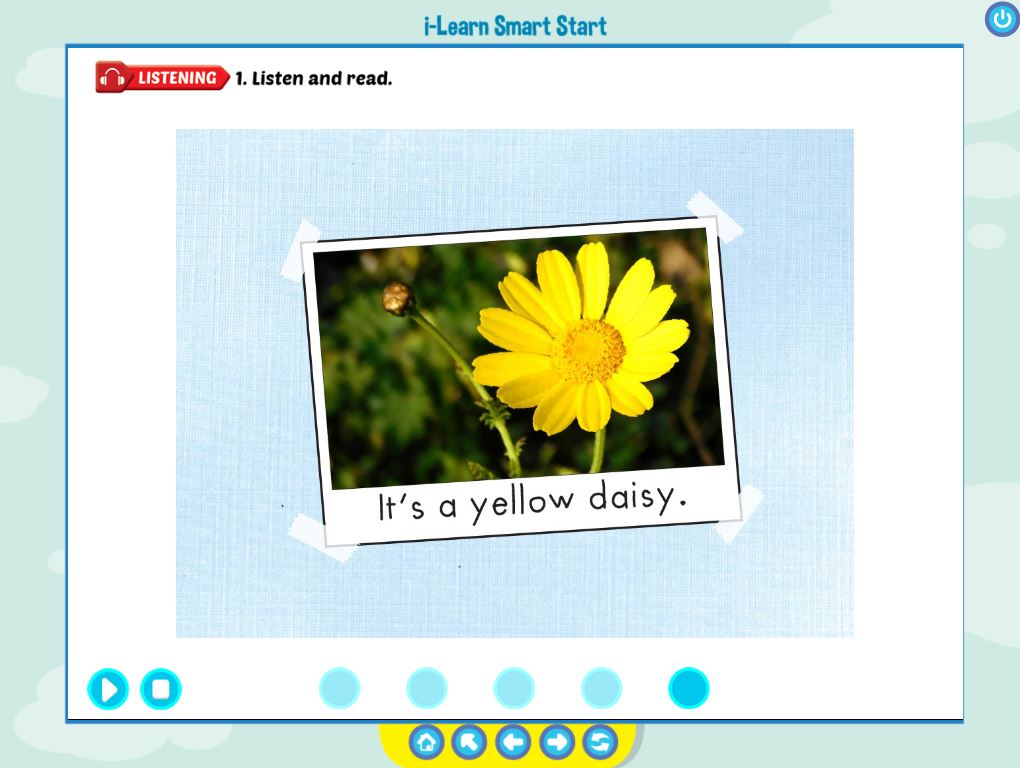 i-Learn Smart Start
LISTENING 1. Listen and read.
It's a yellow daisy.